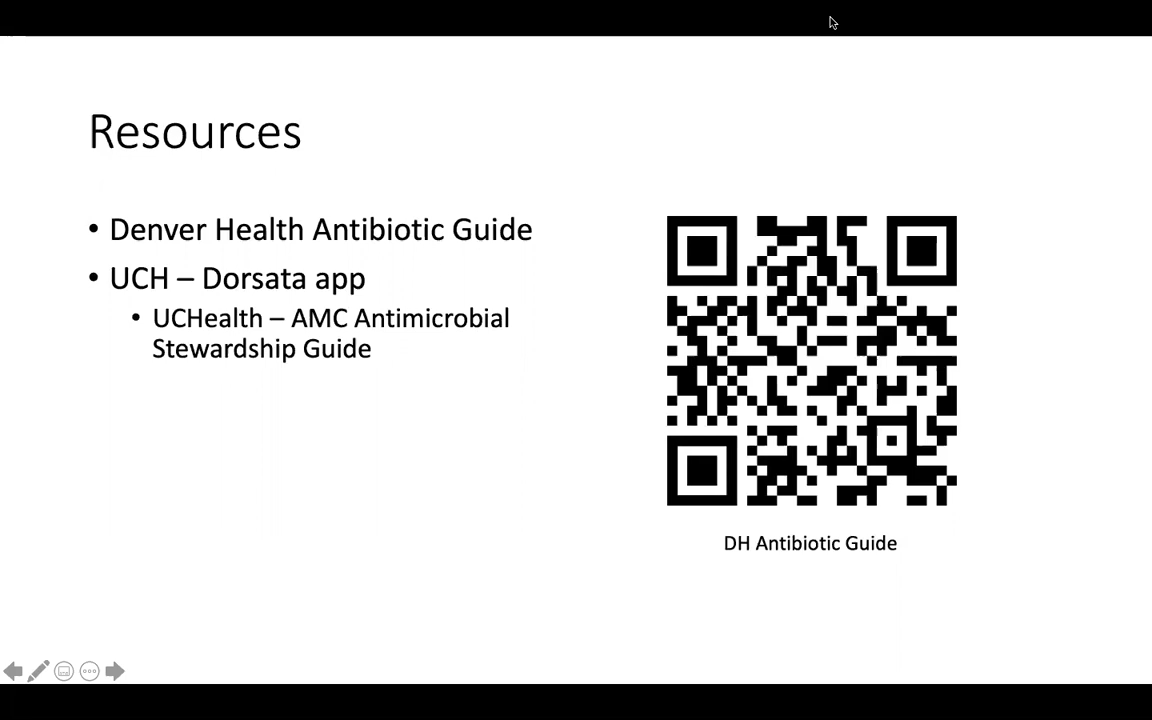 Resources
• Denver Health Antibiotic Guide
• UCH – Dorsata app
• UCHealth – AMC Antimicrobial
Stewardship Guide
DH Antibiotic Guide